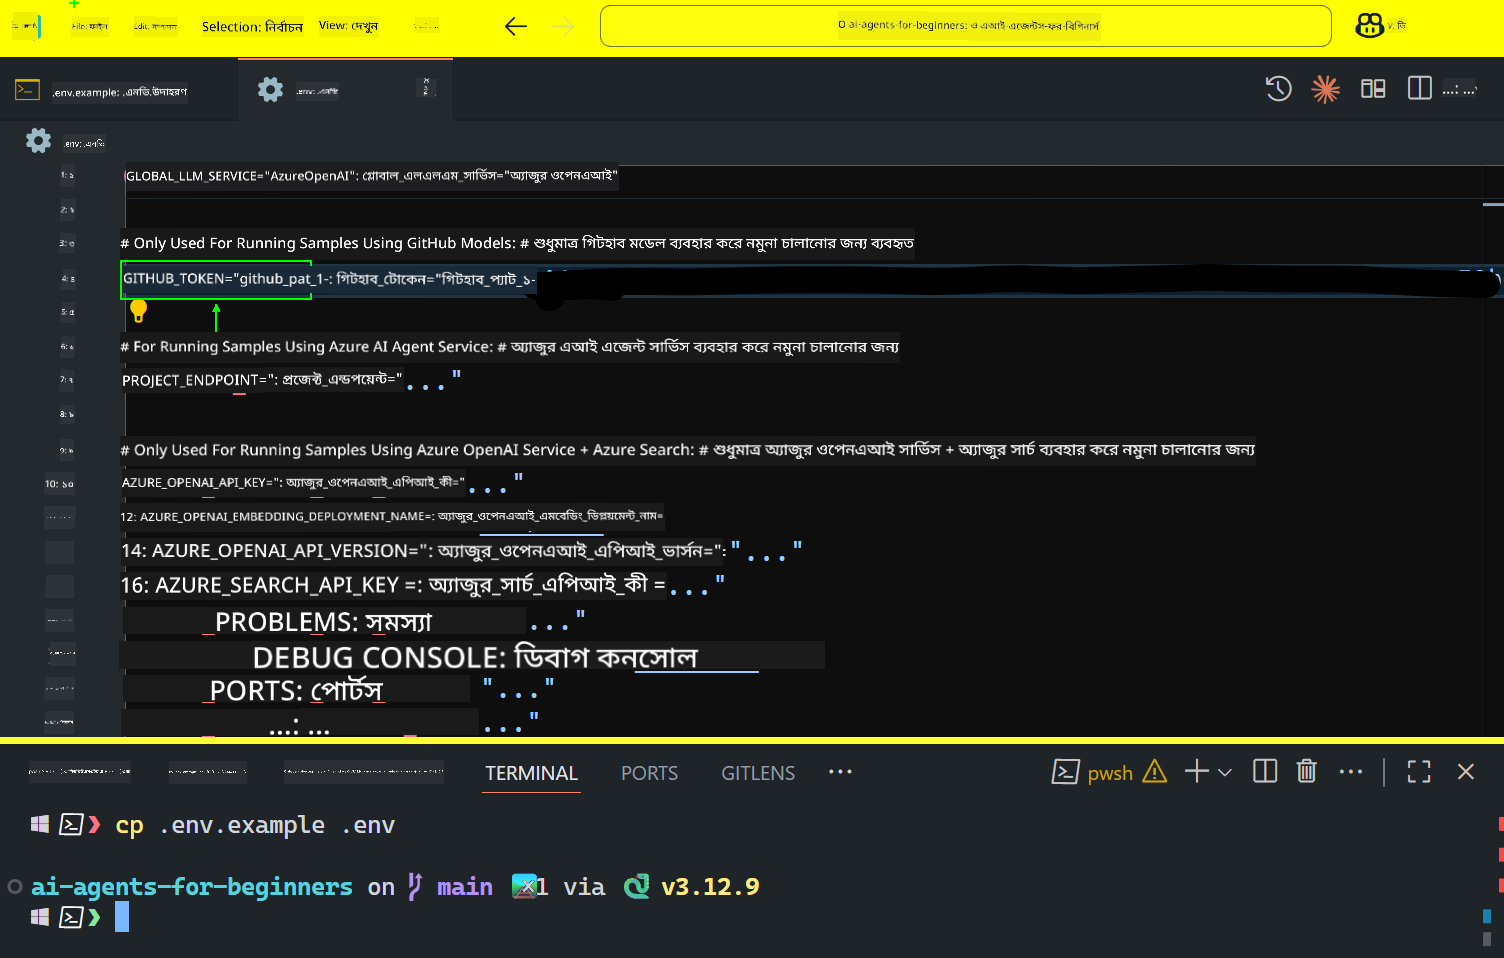 File: ফাইল Edit: সম্পাদনা Selection: নির্বাচন View: দেখুন ai-agents-for-beginners: ও এআই-এজেন্টস-ফর-বিগিনার্স
.env.example: .এনভি.উদাহরণ .env: .এনভি
.env: .এনভি
1: ১ GLOBAL_LLM_SERVICE="AzureOpenAI": গ্লোবাল_এলএলএম_সার্ভিস="অ্যাজুর ওপেনএআই"
2: ২
3: ৩ # Only Used For Running Samples Using GitHub Models: # শুধুমাত্র গিটহাব মডেল ব্যবহার করে নমুনা চালানোর জন্য ব্যবহৃত
4: ৪ GITHUB_TOKEN="github_pat_1-: গিটহাব_টোকেন="গিটহাব_প্যাট_১-
5: ৫
6: ৬ # For Running Samples Using Azure AI Agent Service: # অ্যাজুর এআই এজেন্ট সার্ভিস ব্যবহার করে নমুনা চালানোর জন্য
7: ৭ PROJECT_ENDPOINT=": প্রজেক্ট_এন্ডপয়েন্ট="..."
8: ৮
9: ৯ # Only Used For Running Samples Using Azure OpenAI Service + Azure Search: # শুধুমাত্র অ্যাজুর ওপেনএআই সার্ভিস + অ্যাজুর সার্চ ব্যবহার করে নমুনা চালানোর জন্য
10: ১০ AZURE_OPENAI_API_KEY=": অ্যাজুর_ওপেনএআই_এপিআই_কী="..."
12: AZURE_OPENAI_EMBEDDING_DEPLOYMENT_NAME=: অ্যাজুর_ওপেনএআই_এমবেডিং_ডিপ্লয়মেন্ট_নাম=
14: AZURE_OPENAI_API_VERSION=": অ্যাজুর_ওপেনএআই_এপিআই_ভার্সন=": "..."
16: AZURE_SEARCH_API_KEY =: অ্যাজুর_সার্চ_এপিআই_কী =..."
PROBLEMS: সমস্যা ..."
DEBUG CONSOLE: ডিবাগ কনসোল
PORTS: পোর্টস "..."
...: ... ..."
TERMINAL PORTS GITLENS ... pwsh
cp .env.example .env
ai-agents-for-beginners on main 1 via v3.12.9